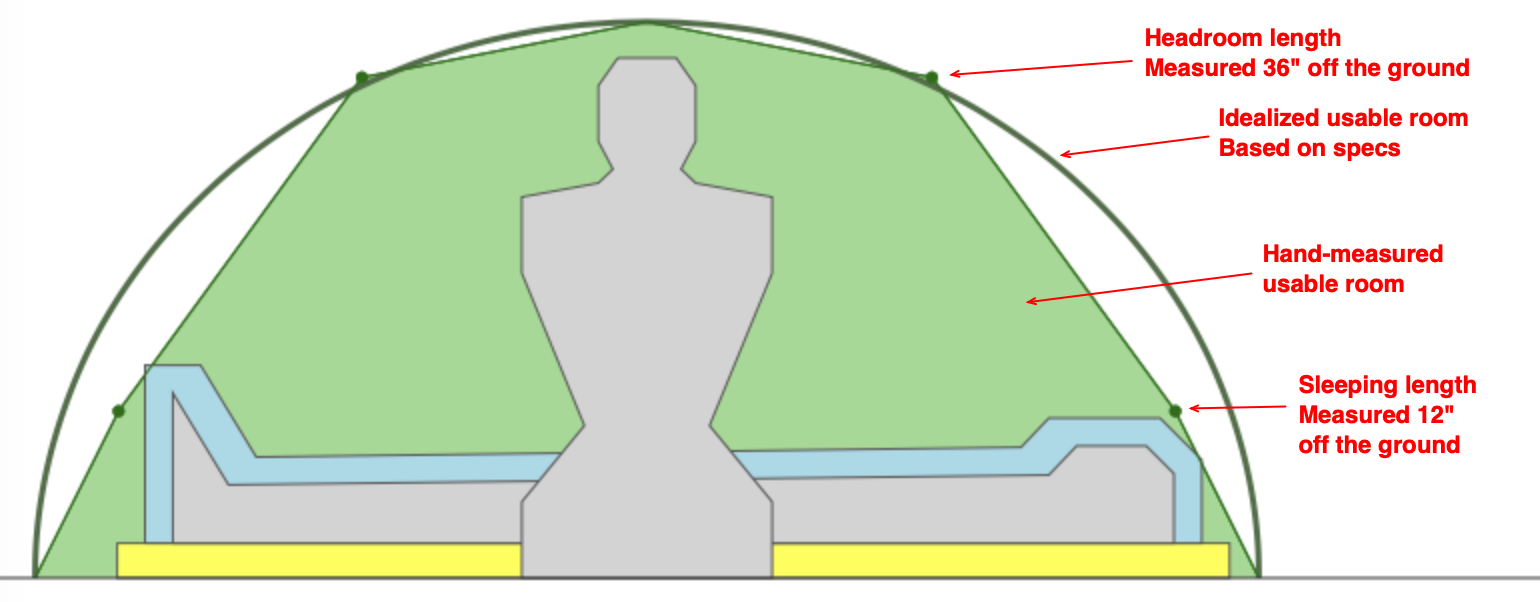 Headroom length
Measured 36" off the ground
Idealized usable room
Based on specs
Hand-measured
usable room
Sleeping length
Measured 12"
off the ground